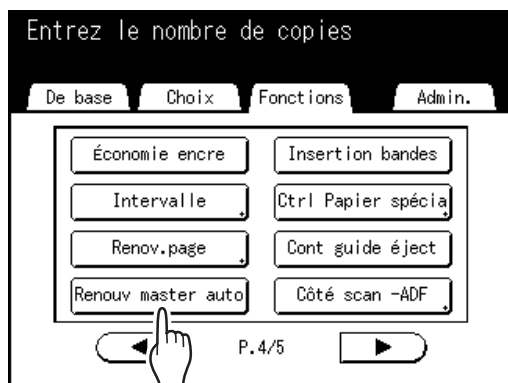 Entrez le nombre de copies
De base Choix Fonctions Admin.
Économie encre Insertion bandes
Intervalle Ctrl Papier spécia
Renov.page Cont guide éject
Renouv master auto Côté scan -ADF
P.4/5